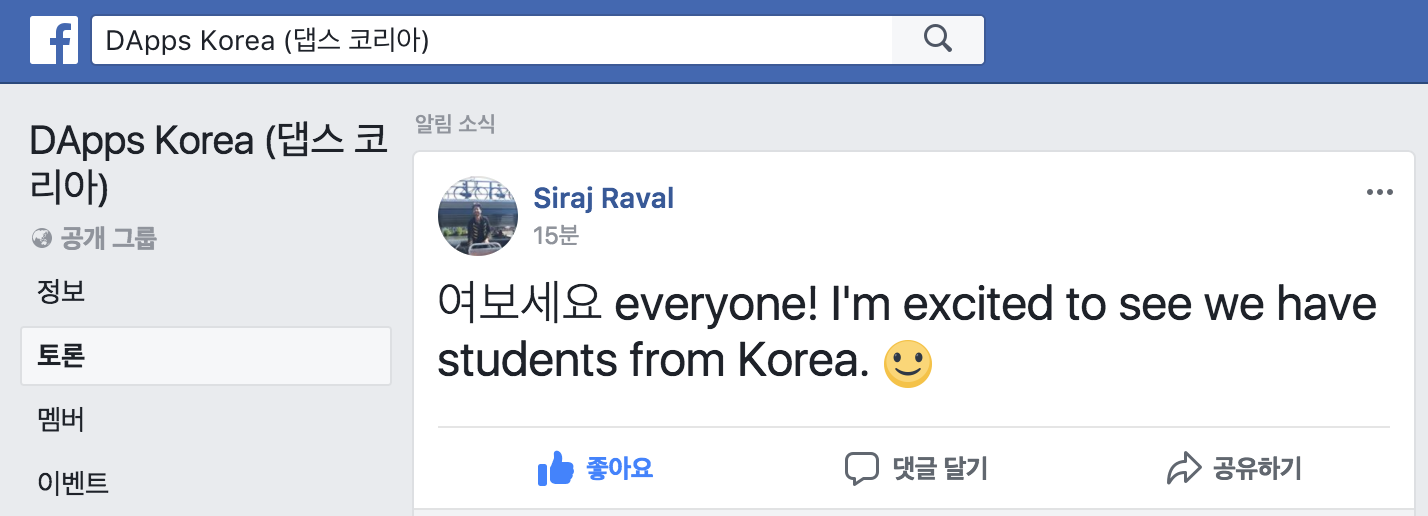 DApps Korea (댑스 코리아)
DApps Korea (댑스 코
리아)
공개 그룹
정보
토론
멤버
이벤트
알림 소식
Siraj Raval
15분
여보세요 everyone! I'm excited to see we have
students from Korea. 🙂
좋아요
댓글 달기
공유하기